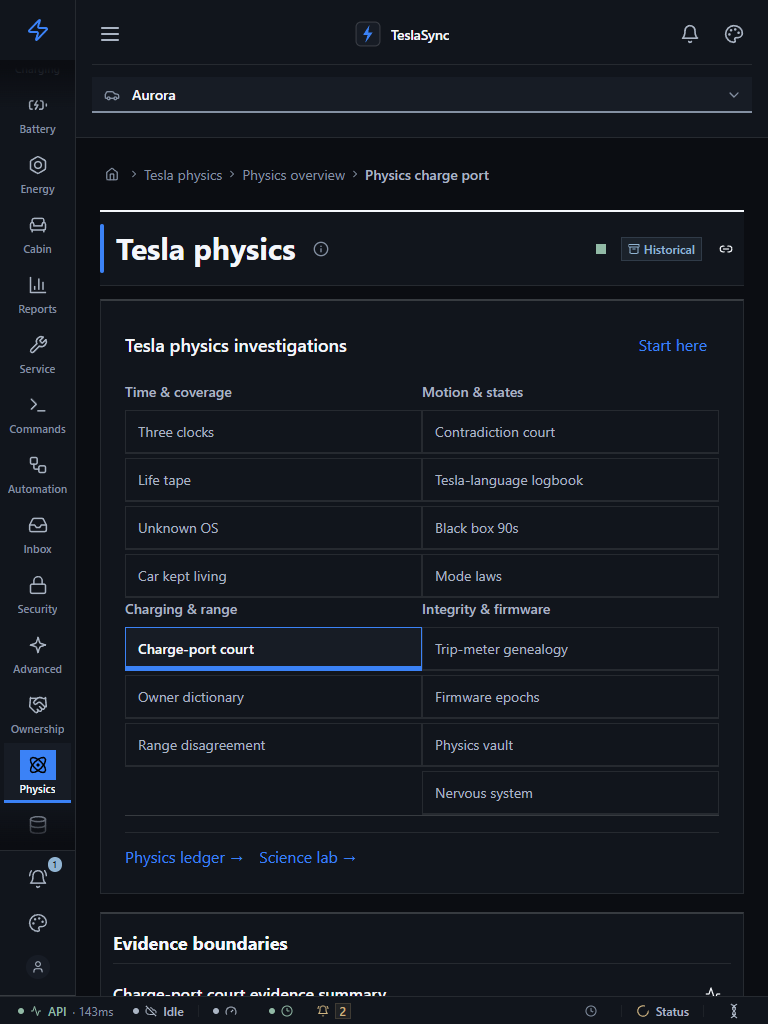 TeslaSync
Aurora
Charging
Battery
Energy
Cabin
Reports
Service
Commands
Automation
Inbox
Security
Advanced
Ownership
Physics
1
Tesla physics > Physics overview > Physics charge port
Tesla physics
Historical
Tesla physics investigations
Start here
Time & coverage
Three clocks
Life tape
Unknown OS
Car kept living
Motion & states
Contradiction court
Tesla-language logbook
Black box 90s
Mode laws
Charging & range
Charge-port court
Owner dictionary
Range disagreement
Integrity & firmware
Trip-meter genealogy
Firmware epochs
Physics vault
Nervous system
Physics ledger → Science lab →
Evidence boundaries
Charge-port court evidence summary
API · 143ms Idle 2 Status